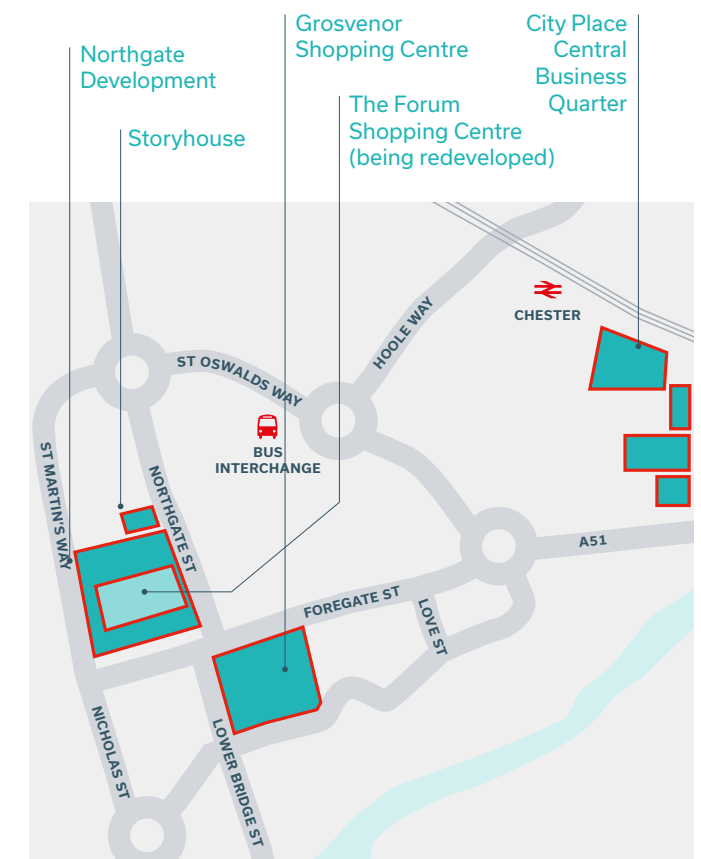 Northgate
Development
Storyhouse
Grosvenor
Shopping Centre
The Forum
Shopping Centre
(being redeveloped)
City Place
Central
Business
Quarter
CHESTER
HOOLE WAY
ST OSWALDS WAY
BUS
INTERCHANGE
ST MARTIN'S WAY
NORTHGATE ST
A51
FOREGATE ST
LOVE ST
NICHOLAS ST
LOWER BRIDGE ST